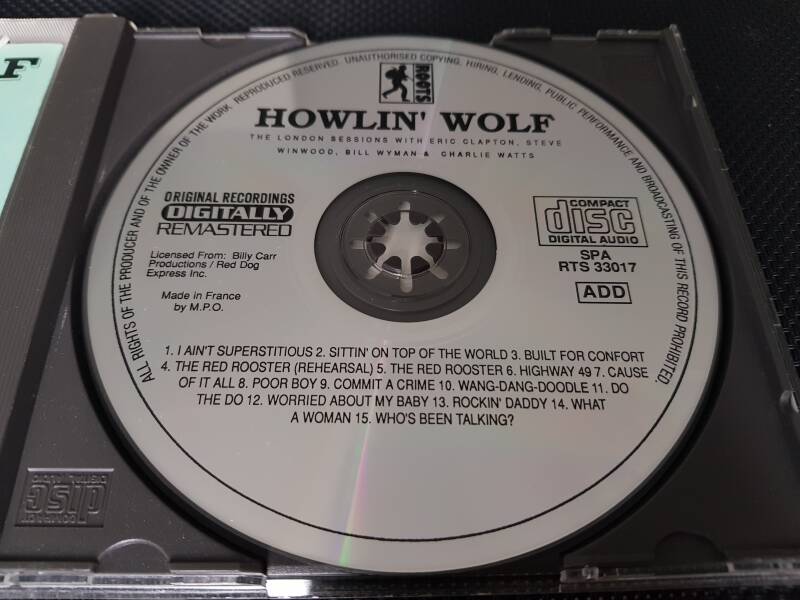 F
ALL RIGHTS OF THE PRODUCER AND OF THE OWNER OF THE WORK REPRODUCED RESERVED. UNAUTHORISED COPYING, HIRING, LENDING, PUBLIC PERFORMANCE AND BROADCASTING OF THIS RECORD PROHIBITED.
ROOTS
HOWLIN' WOLF
THE LONDON SESSIONS WITH ERIC CLAPTON, STEVE
WINWOOD, BILL WYMAN & CHARLIE WATTS
ORIGINAL RECORDINGS
DIGITALLY
REMASTERED
Licensed From: Billy Carr
Productions / Red Dog
Express Inc.
Made in France
by M.P.O.
COMPACT
disc
DIGITAL AUDIO
SPA
RTS 33017
ADD
1. I AIN'T SUPERSTITIOUS 2. SITTIN' ON TOP OF THE WORLD 3. BUILT FOR COMFORT
4. THE RED ROOSTER (REHEARSAL) 5. THE RED ROOSTER 6. HIGHWAY 49 7. CAUSE
OF IT ALL 8. POOR BOY 9. COMMIT A CRIME 10. WANG-DANG-DOODLE 11. DO
THE DO 12. WORRIED ABOUT MY BABY 13. ROCKIN' DADDY 14. WHAT
A WOMAN 15. WHO'S BEEN TALKING?
COMPACT
disc
DIGITAL AUDIO